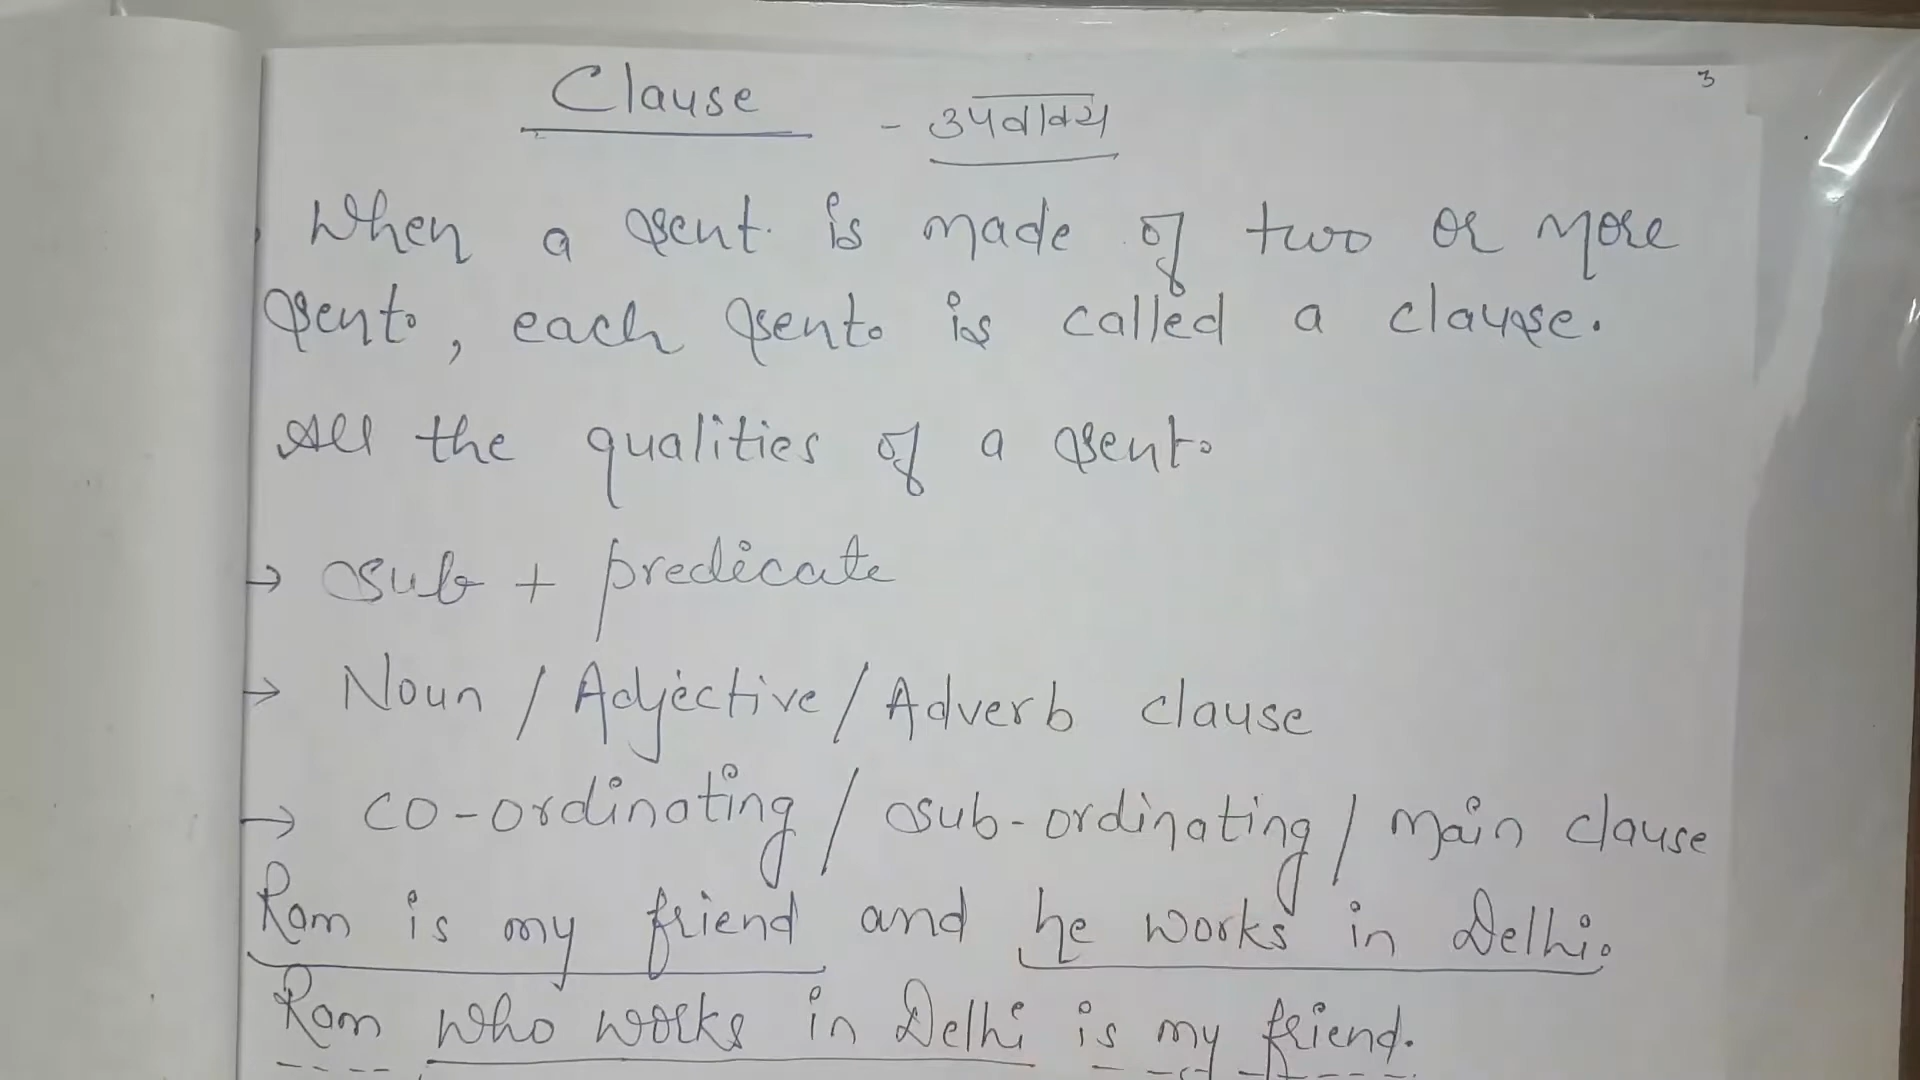 3
Clause - उपवाक्य
When a sent. is made of two or more
sent., each sent. is called a clause.
All the qualities of a sent.
→ sub + predicate
→ Noun / Adjective / Adverb clause
→ co-ordinating / sub-ordinating / main clause
Ram is my friend and he works in Delhi.
Ram who works in Delhi is my friend.